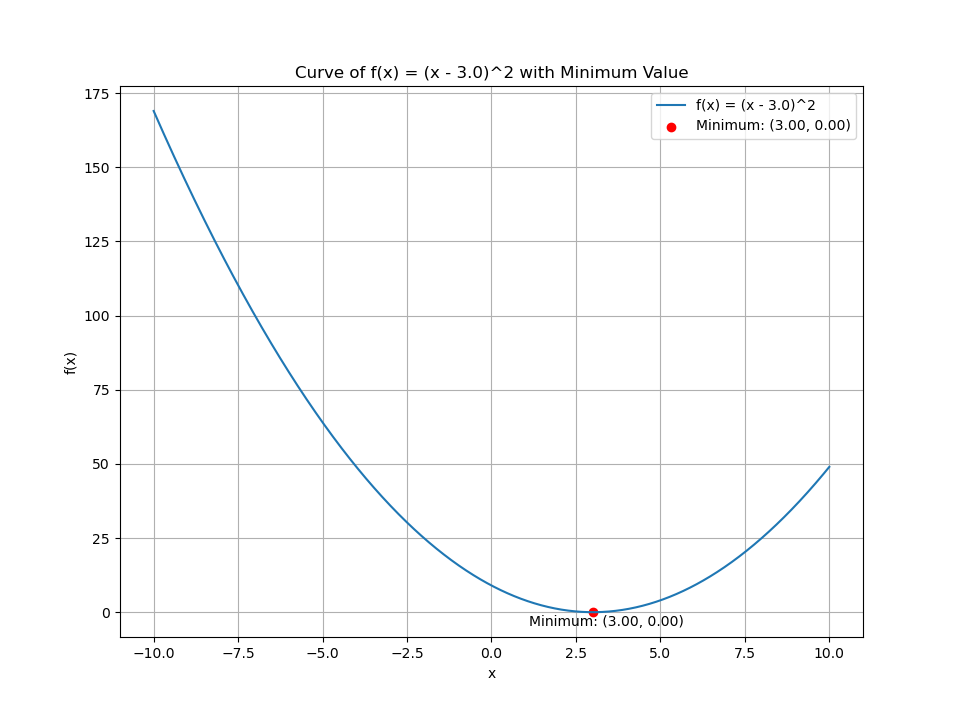 Curve of f(x) = (x - 3.0)^2 with Minimum Value
f(x) = (x - 3.0)^2
Minimum: (3.00, 0.00)
175
150
125
100
75
50
25
0
f(x)
Minimum: (3.00, 0.00)
−10.0 −7.5 −5.0 −2.5 0.0 2.5 5.0 7.5 10.0
x